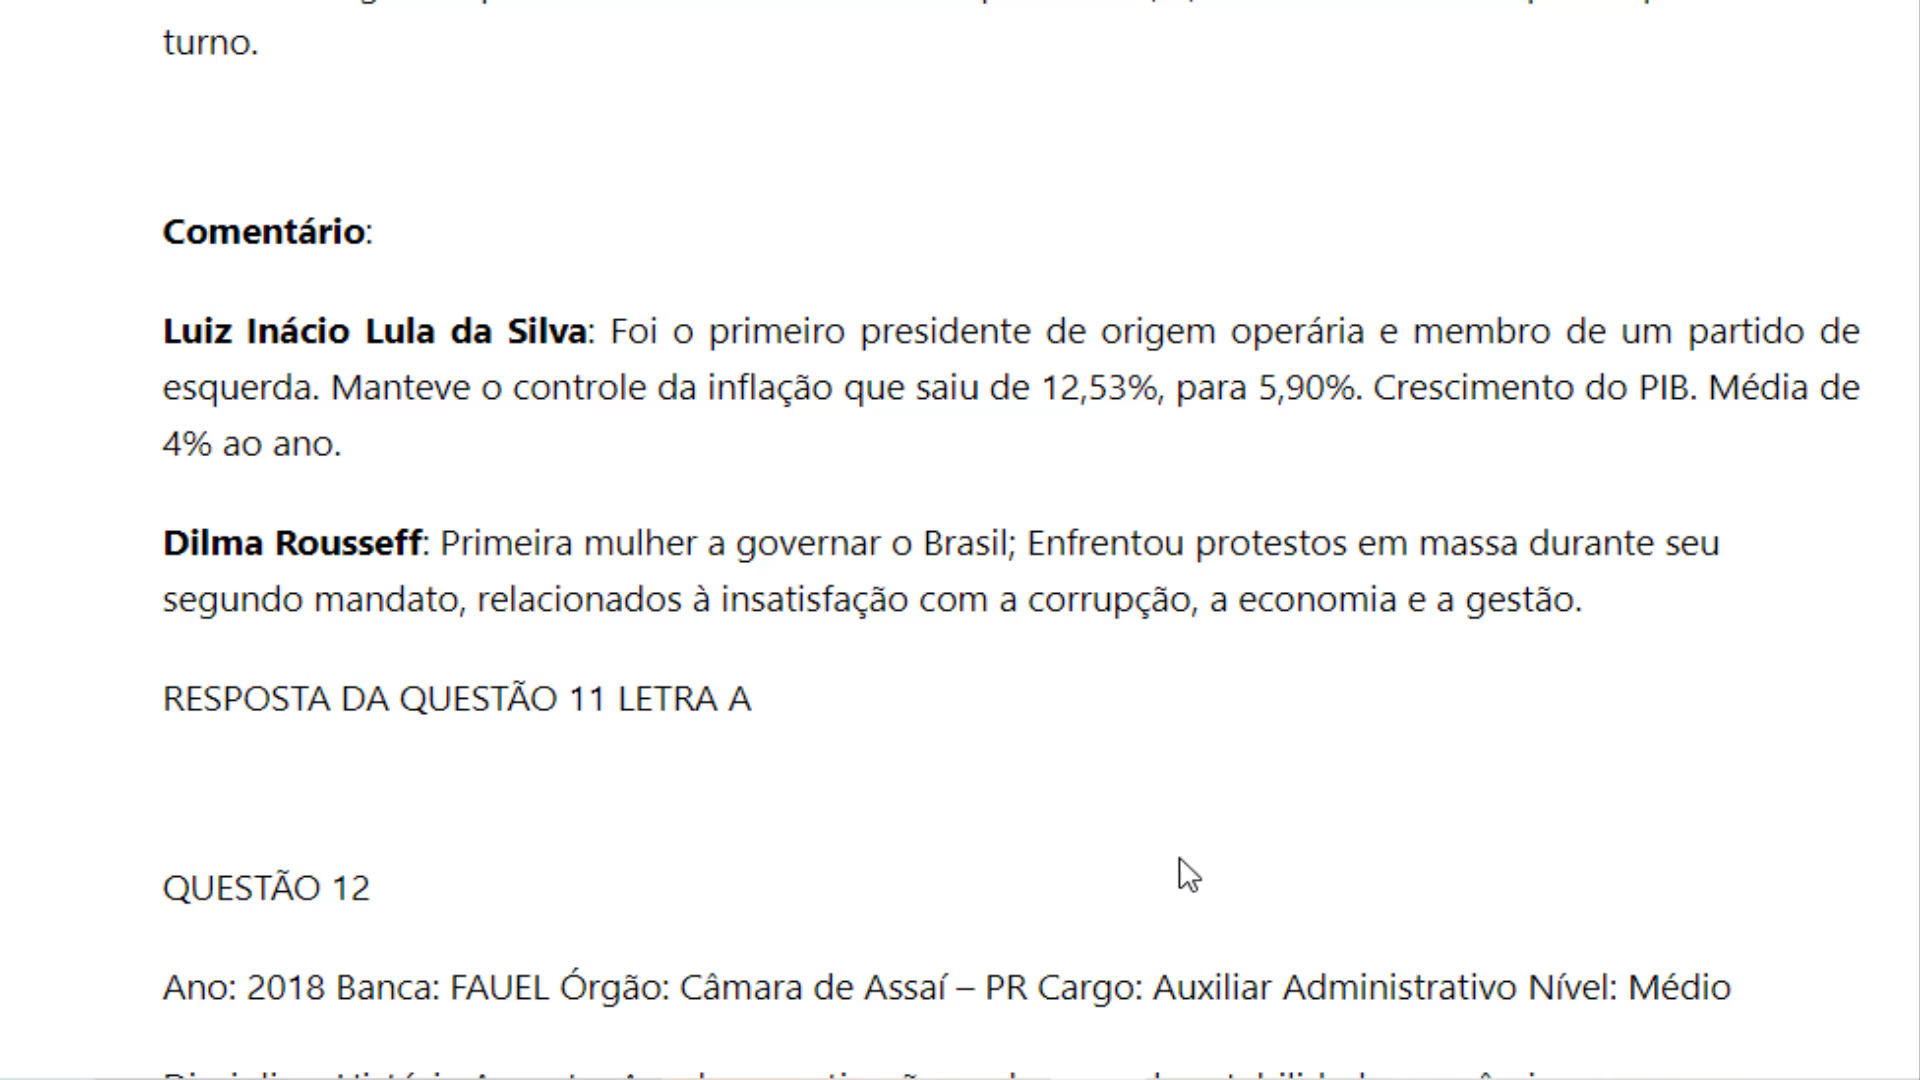 turno.
Comentário:
Luiz Inácio Lula da Silva: Foi o primeiro presidente de origem operária e membro de um partido de
esquerda. Manteve o controle da inflação que saiu de 12,53%, para 5,90%. Crescimento do PIB. Média de
4% ao ano.
Dilma Rousseff: Primeira mulher a governar o Brasil; Enfrentou protestos em massa durante seu
segundo mandato, relacionados à insatisfação com a corrupção, a economia e a gestão.
RESPOSTA DA QUESTÃO 11 LETRA A
QUESTÃO 12
Ano: 2018 Banca: FAUEL Órgão: Câmara de Assaí – PR Cargo: Auxiliar Administrativo Nível: Médio